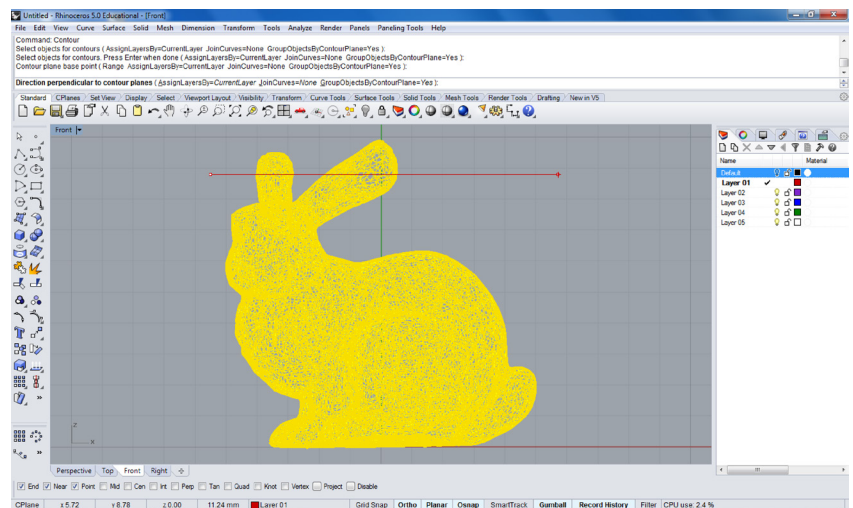 Untitled - Rhinoceros 5.0 Educational - [Front]
File Edit View Curve Surface Solid Mesh Dimension Transform Tools Analyze Render Panels Paneling Tools Help
Command: Contour
Select objects for contours ( AssignLayersBy=CurrentLayer JoinCurves=None GroupObjectsByContourPlane=Yes ):
Select objects for contours. Press Enter when done ( AssignLayersBy=CurrentLayer JoinCurves=None GroupObjectsByContourPlane=Yes ):
Contour plane base point ( Range AssignLayersBy=CurrentLayer JoinCurves=None GroupObjectsByContourPlane=Yes ):
Direction perpendicular to contour planes ( AssignLayersBy=CurrentLayer JoinCurves=None GroupObjectsByContourPlane=Yes ):
Standard CPlanes Set View Display Select Viewport Layout Visibility Transform Curve Tools Surface Tools Solid Tools Mesh Tools Render Tools Drafting New in V5
Front
Name Material
Default
Layer 01
Layer 02
Layer 03
Layer 04
Layer 05
z
x
Perspective Top Front Right
End Near Point Mid Cen Int Perp Tan Quad Knot Vertex Project Disable
CPlane x 5.72 y 8.78 z 0.00 11.24 mm Layer 01 Grid Snap Ortho Planar Osnap SmartTrack Gumball Record History Filter CPU use: 2.4 %